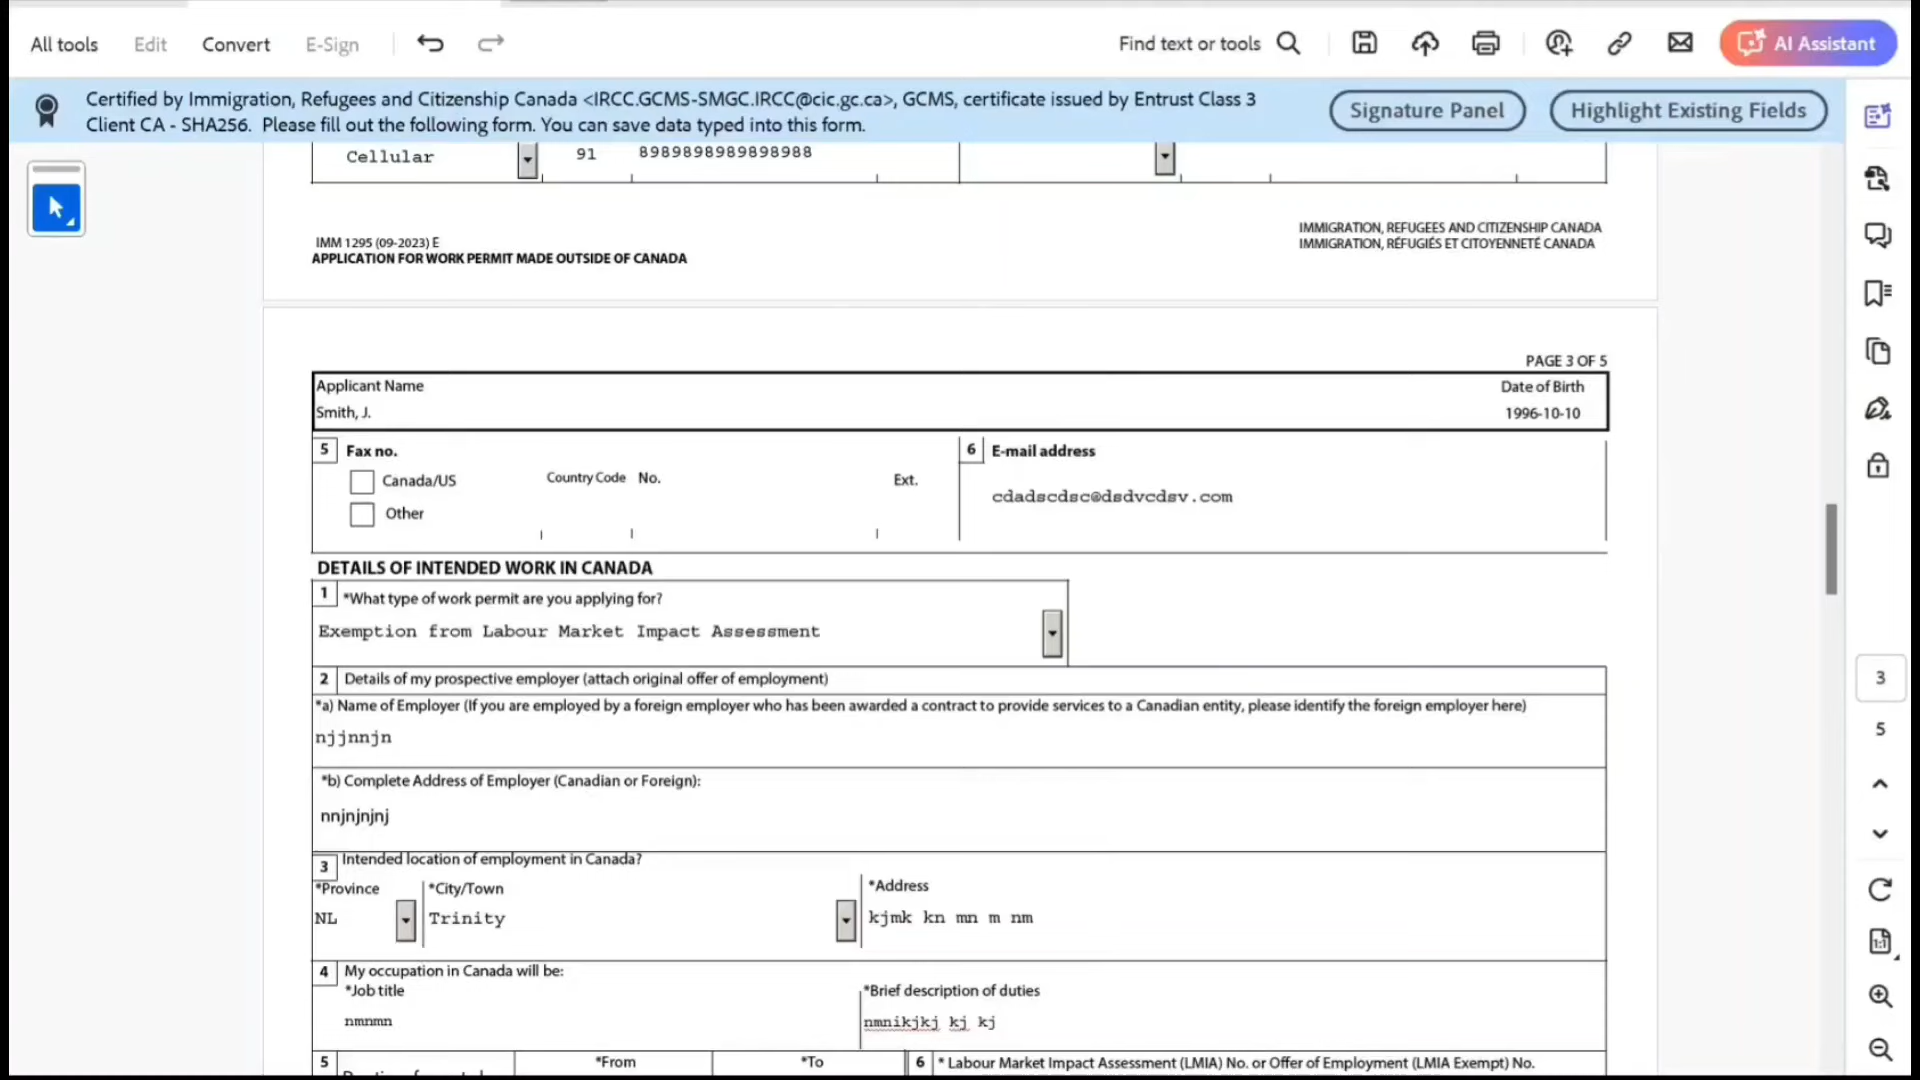 All tools Edit Convert E-Sign Find text or tools AI Assistant
Certified by Immigration, Refugees and Citizenship Canada <IRCC.GCMS-SMGC.IRCC@cic.gc.ca>, GCMS, certificate issued by Entrust Class 3
Client CA - SHA256. Please fill out the following form. You can save data typed into this form.
Signature Panel Highlight Existing Fields
Cellular 91 8989898989898988
IMM 1295 (09-2023) E
APPLICATION FOR WORK PERMIT MADE OUTSIDE OF CANADA
IMMIGRATION, REFUGEES AND CITIZENSHIP CANADA
IMMIGRATION, RÉFUGIÉS ET CITOYENNETÉ CANADA
PAGE 3 OF 5
Applicant Name Date of Birth
Smith, J. 1996-10-10
5 Fax no. 6 E-mail address
Canada/US Country Code No. Ext.
cdadscdsc@dsdvcdsv.com
Other
DETAILS OF INTENDED WORK IN CANADA
1 *What type of work permit are you applying for?
Exemption from Labour Market Impact Assessment
2 Details of my prospective employer (attach original offer of employment)
*a) Name of Employer (If you are employed by a foreign employer who has been awarded a contract to provide services to a Canadian entity, please identify the foreign employer here)
njjnnjn
*b) Complete Address of Employer (Canadian or Foreign):
nnjnjnjnj
3 Intended location of employment in Canada?
*Province *City/Town *Address
NL Trinity kjmk kn mn m nm
4 My occupation in Canada will be:
*Job title *Brief description of duties
nmnmn nmnikjkj kj kj
5 *From *To 6 * Labour Market Impact Assessment (LMIA) No. or Offer of Employment (LMIA Exempt) No.
3
5
1:1